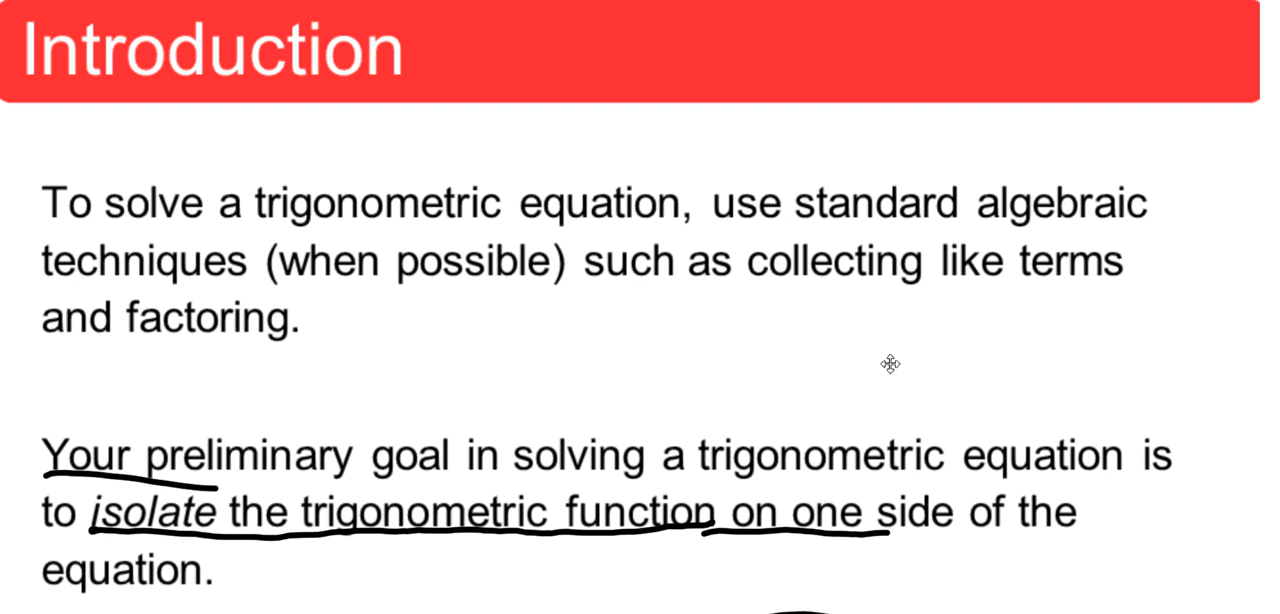 Introduction
To solve a trigonometric equation, use standard algebraic
techniques (when possible) such as collecting like terms
and factoring.
Your preliminary goal in solving a trigonometric equation is
to isolate the trigonometric function on one side of the
equation.